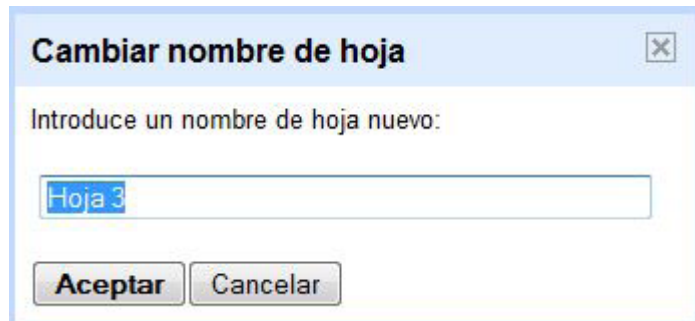 Cambiar nombre de hoja
Introduce un nombre de hoja nuevo:
Hoja 3
Aceptar Cancelar